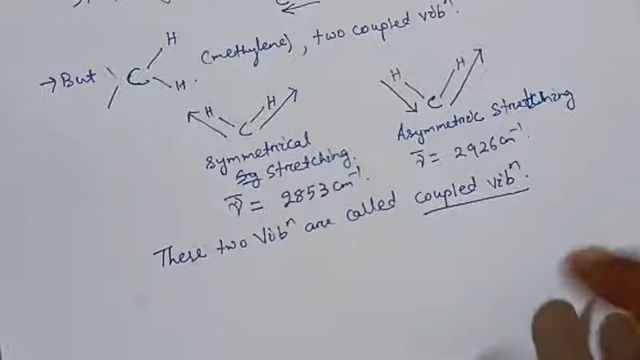 → But C H H. (methylene), two coupled vibⁿ.
H C H
H C H
Symmetrical
Sy Stretching.
ν̄ = 2853 cm⁻¹.
Asymmetric Stretching
ν̄ = 2926 cm⁻¹.
These two Vibⁿ are called coupled vibⁿ.